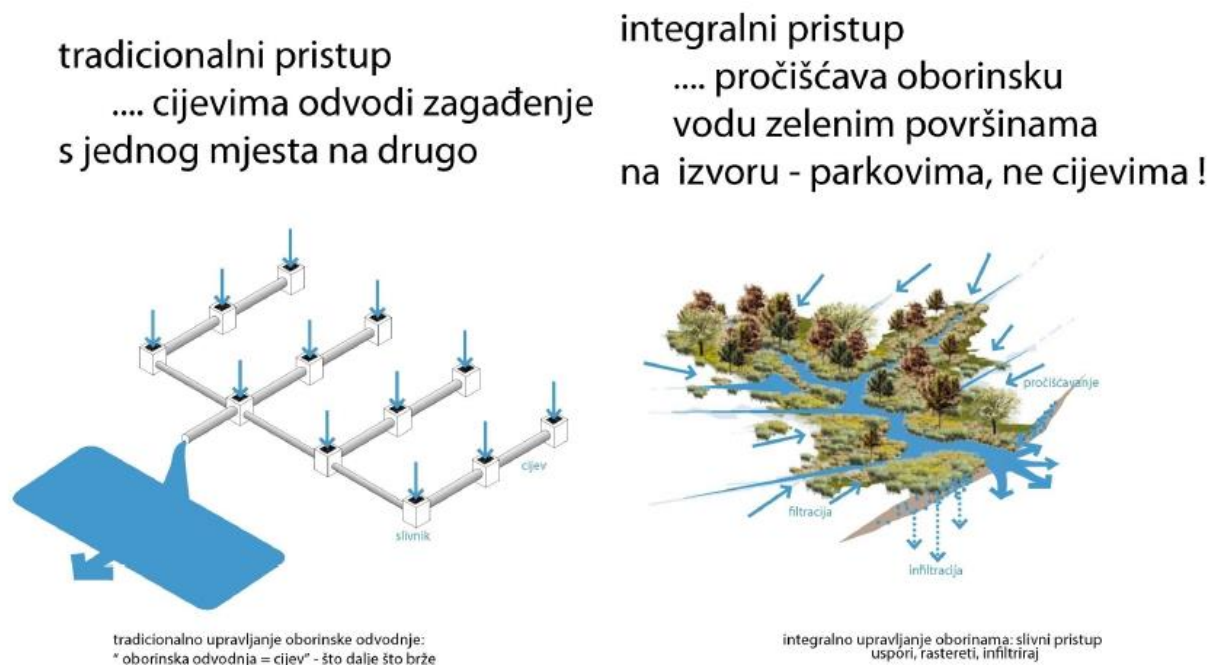 tradicionalni pristup
.... cijevima odvodi zagađenje
s jednog mjesta na drugo
cijev
slivnik
tradicionalno upravljanje oborinske odvodnje:
“ oborinska odvodnja = cijev” - što dalje što brže
integralni pristup
.... pročišćava oborinsku
vodu zelenim površinama
na izvoru - parkovima, ne cijevima !
pročišćavanje
filtracija
infiltracija
integralno upravljanje oborinama: slivni pristup
uspori, rastereti, infiltriraj